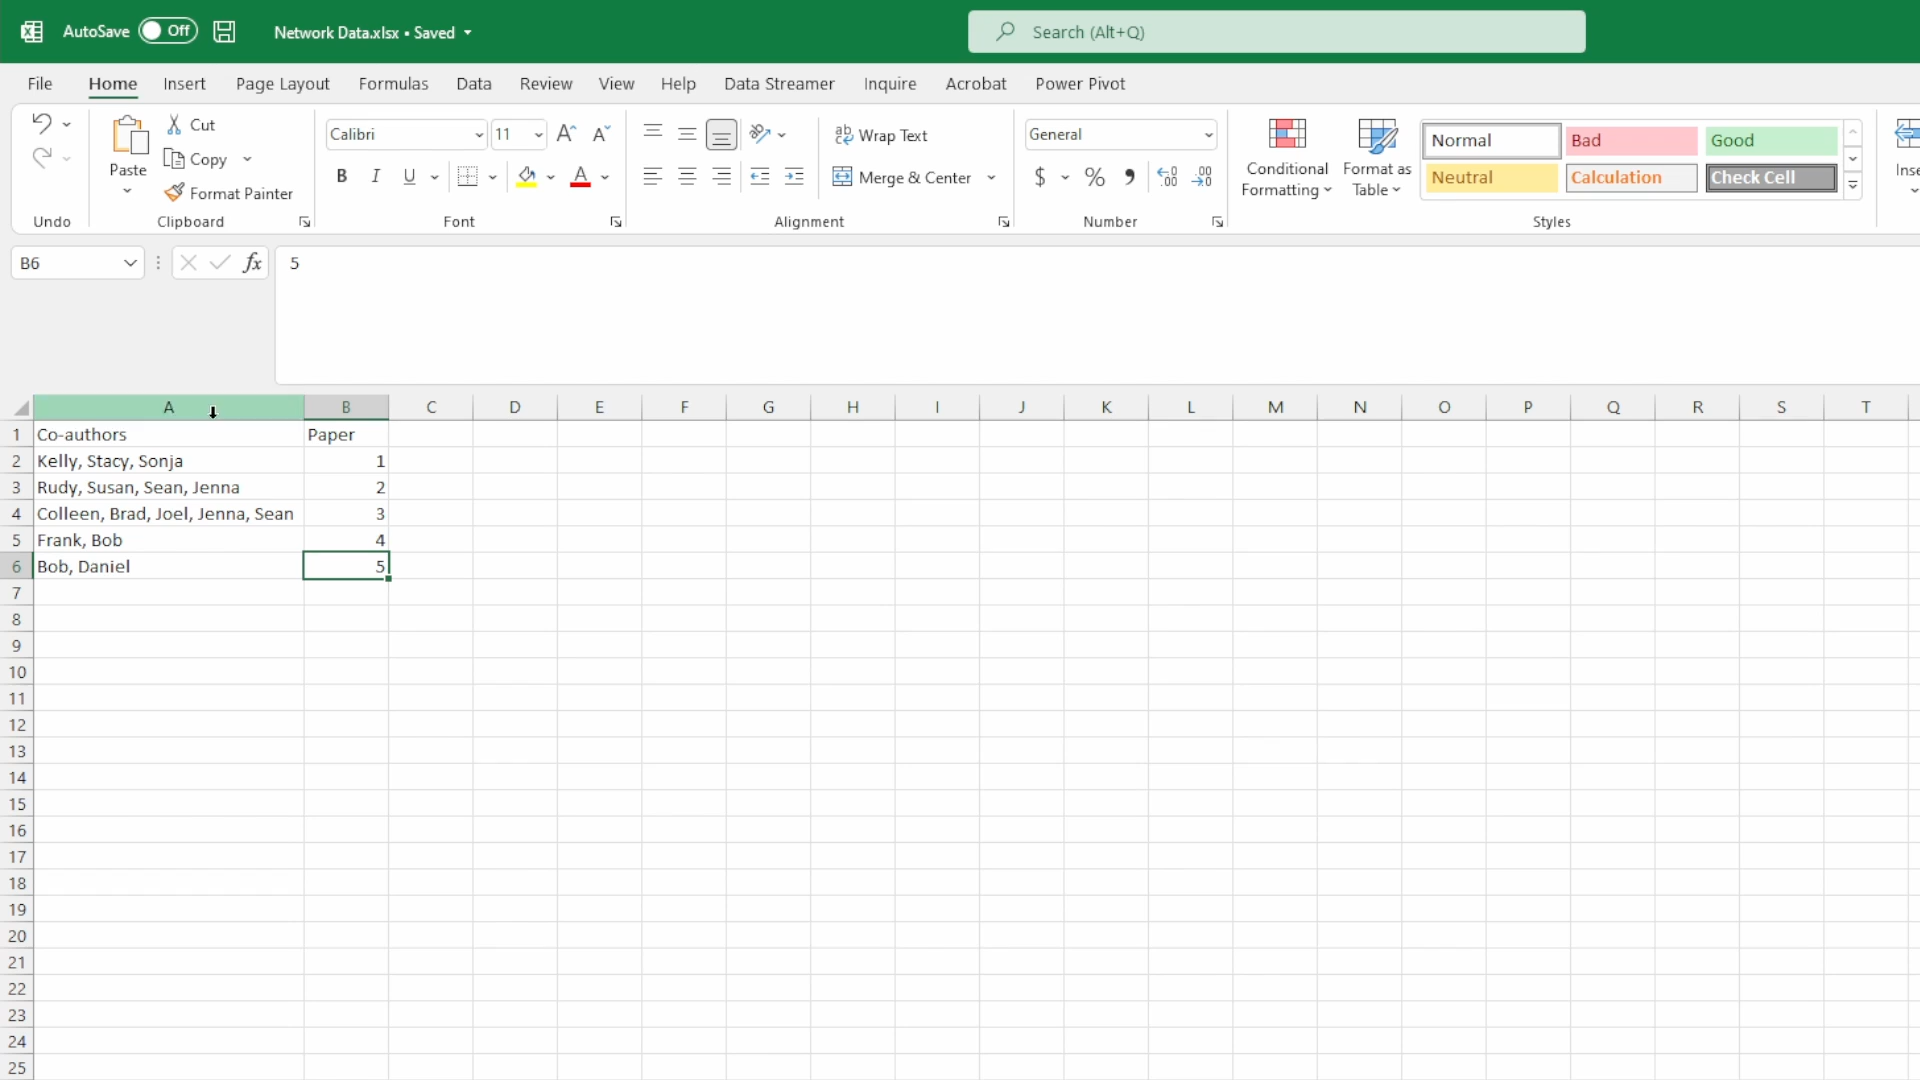 AutoSave Off Network Data.xlsx • Saved Search (Alt+Q)
File Home Insert Page Layout Formulas Data Review View Help Data Streamer Inquire Acrobat Power Pivot
Paste Cut Copy Format Painter
Calibri 11
B I U
Wrap Text
Merge & Center
General
$ % 9
Conditional Formatting
Format as Table
Normal Bad Good
Neutral Calculation Check Cell
Undo Clipboard Font Alignment Number Styles
B6 fx 5
A B C D E F G H I J K L M N O P Q R S T
1 Co-authors Paper
2 Kelly, Stacy, Sonja 1
3 Rudy, Susan, Sean, Jenna 2
4 Colleen, Brad, Joel, Jenna, Sean 3
5 Frank, Bob 4
6 Bob, Daniel 5
7
8
9
10
11
12
13
14
15
16
17
18
19
20
21
22
23
24
25